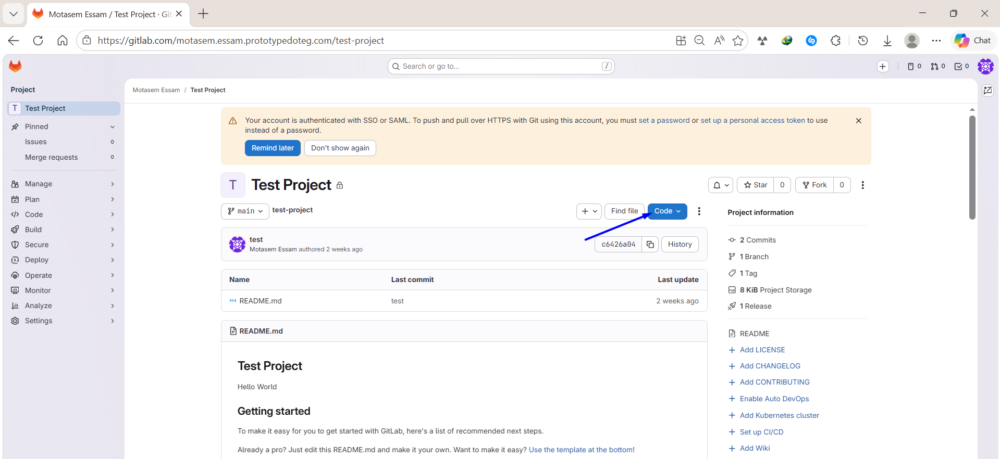 Motasem Essam / Test Project · Git
https://gitlab.com/motasem.essam.prototypedoteg.com/test-project
Chat
Search or go to...
/
0
0
0
Project
T Test Project
Pinned
Issues 0
Merge requests 0
Manage
Plan
Code
Build
Secure
Deploy
Operate
Monitor
Analyze
Settings
Motasem Essam / Test Project
Your account is authenticated with SSO or SAML. To push and pull over HTTPS with Git using this account, you must set a password or set up a personal access token to use
instead of a password.
Remind later
Don't show again
T Test Project
Star 0
Fork 0
main
test-project
Find file
Code
test
Motasem Essam authored 2 weeks ago
c6426a04
History
Name Last commit Last update
README.md test 2 weeks ago
README.md
Test Project
Hello World
Getting started
To make it easy for you to get started with GitLab, here's a list of recommended next steps.
Already a pro? Just edit this README.md and make it your own. Want to make it easy? Use the template at the bottom!
Project information
2 Commits
1 Branch
1 Tag
8 KiB Project Storage
1 Release
README
Add LICENSE
Add CHANGELOG
Add CONTRIBUTING
Enable Auto DevOps
Add Kubernetes cluster
Set up CI/CD
Add Wiki